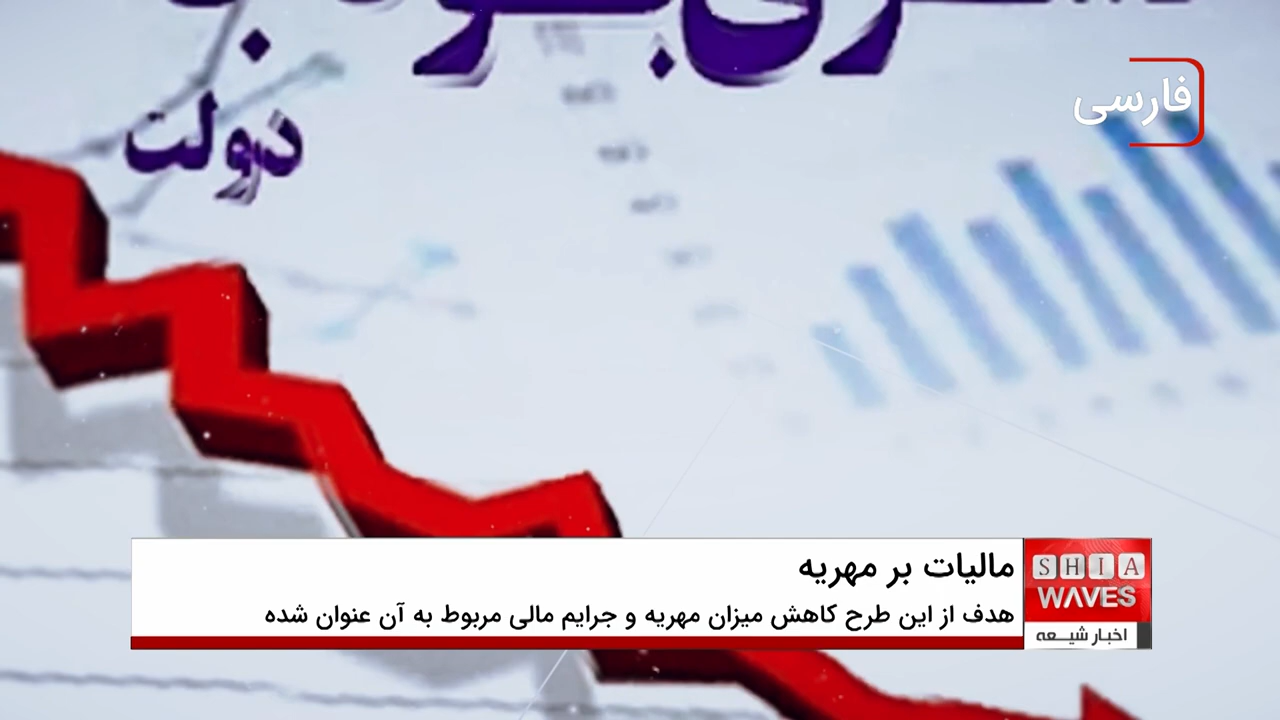 دولت
فارسی
مالیات بر مهریه
هدف از این طرح کاهش میزان مهریه و جرایم مالی مربوط به آن عنوان شده
SHIA
WAVES
اخبار شیعه